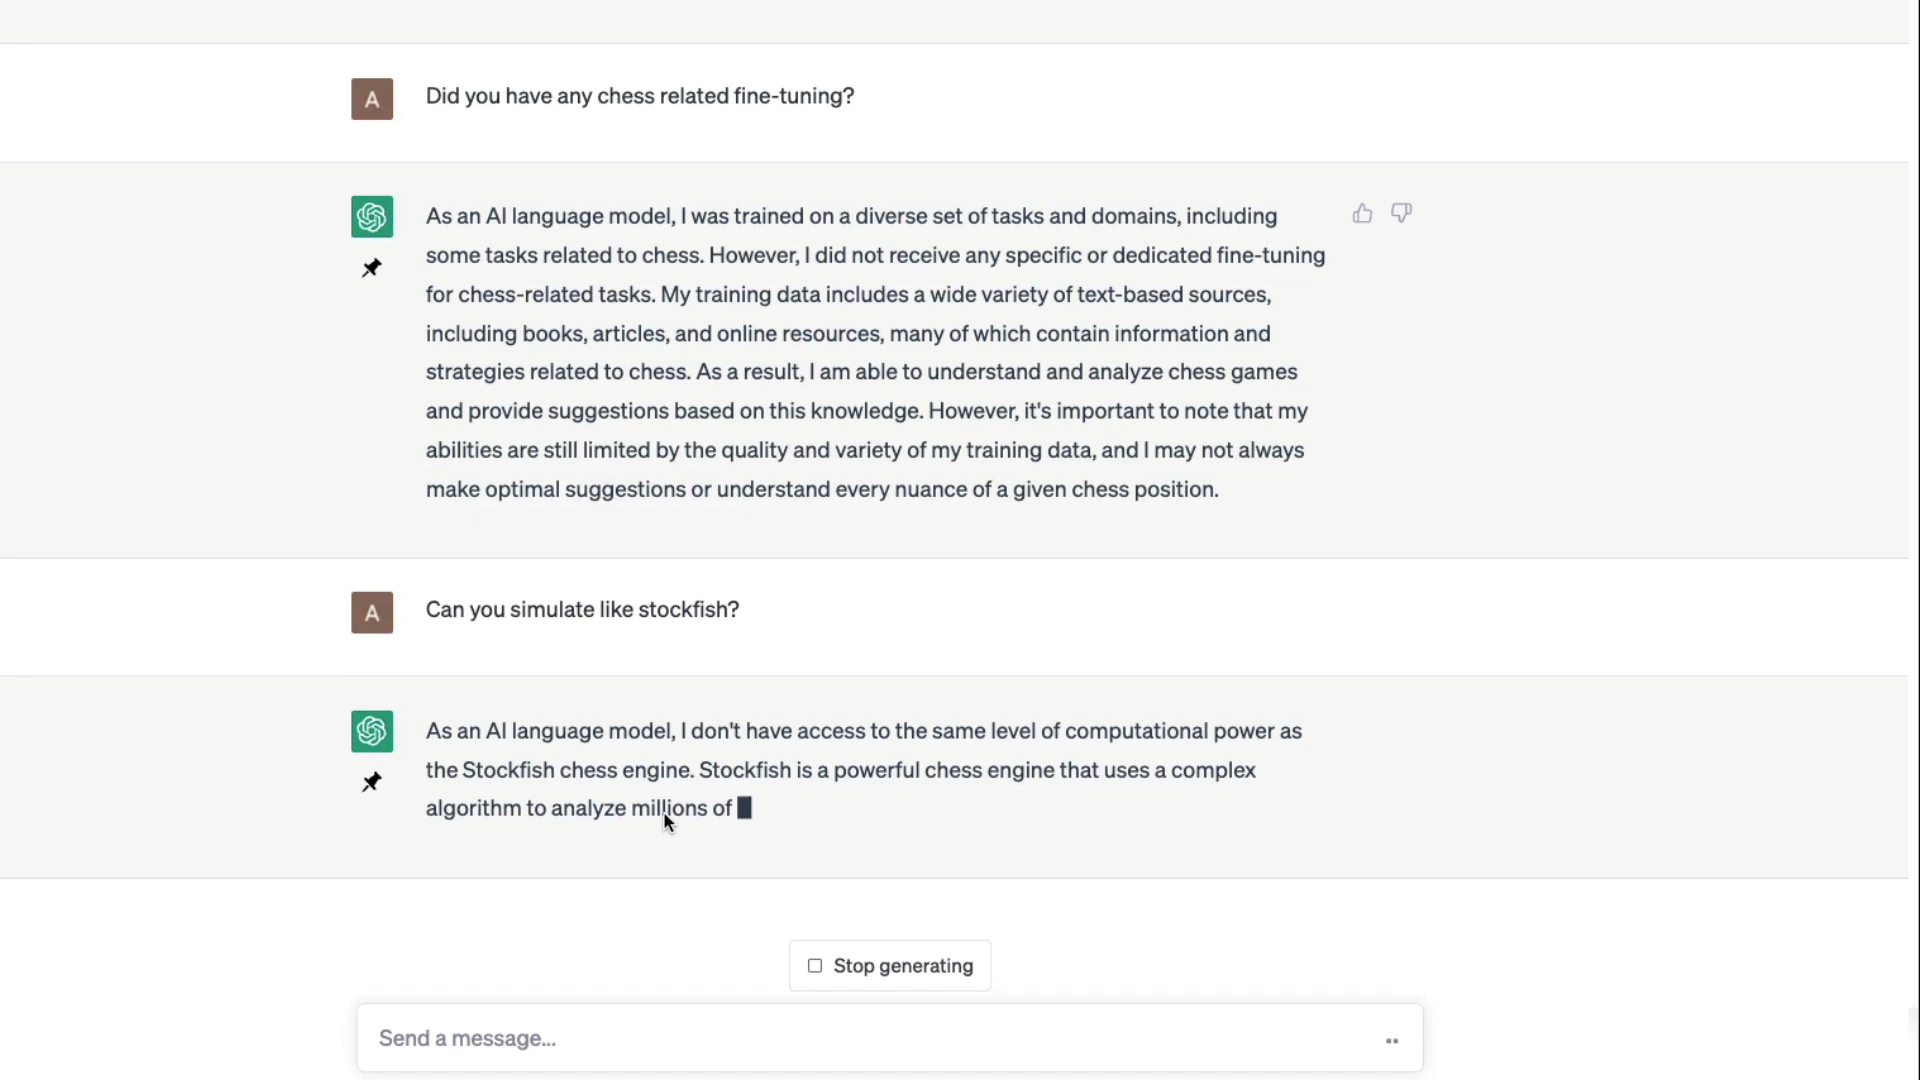 A
Did you have any chess related fine-tuning?
As an AI language model, I was trained on a diverse set of tasks and domains, including
some tasks related to chess. However, I did not receive any specific or dedicated fine-tuning
for chess-related tasks. My training data includes a wide variety of text-based sources,
including books, articles, and online resources, many of which contain information and
strategies related to chess. As a result, I am able to understand and analyze chess games
and provide suggestions based on this knowledge. However, it's important to note that my
abilities are still limited by the quality and variety of my training data, and I may not always
make optimal suggestions or understand every nuance of a given chess position.
A
Can you simulate like stockfish?
As an AI language model, I don't have access to the same level of computational power as
the Stockfish chess engine. Stockfish is a powerful chess engine that uses a complex
algorithm to analyze millions of
Stop generating
Send a message...